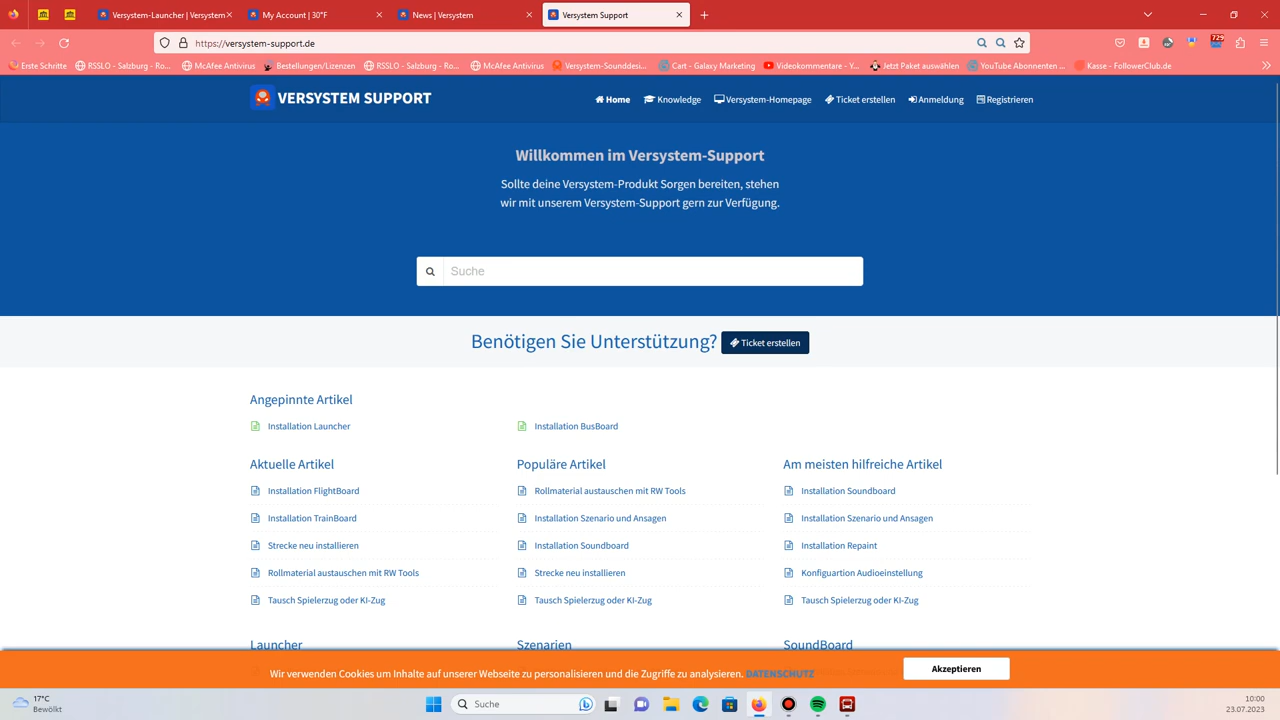 Versystem-Launcher | Versystem
My Account | 30°F
News | Versystem
Versystem Support
https://versystem-support.de
729
Erste Schritte
RSSLO - Salzburg - Ro...
McAfee Antivirus
Bestellungen/Lizenzen
RSSLO - Salzburg - Ro...
McAfee Antivirus
Versystem-Sounddesi...
Cart - Galaxy Marketing
Videokommentare - Y...
Jetzt Paket auswählen
YouTube Abonnenten ...
Kasse - FollowerClub.de
VERSYSTEM SUPPORT
Home
Knowledge
Versystem-Homepage
Ticket erstellen
Anmeldung
Registrieren
Willkommen im Versystem-Support
Sollte deine Versystem-Produkt Sorgen bereiten, stehen
wir mit unserem Versystem-Support gern zur Verfügung.
Suche
Benötigen Sie Unterstützung?
Ticket erstellen
Angepinnte Artikel
Installation Launcher
Installation BusBoard
Aktuelle Artikel
Installation FlightBoard
Installation TrainBoard
Strecke neu installieren
Rollmaterial austauschen mit RW Tools
Tausch Spielerzug oder KI-Zug
Populäre Artikel
Rollmaterial austauschen mit RW Tools
Installation Szenario und Ansagen
Installation Soundboard
Strecke neu installieren
Tausch Spielerzug oder KI-Zug
Am meisten hilfreiche Artikel
Installation Soundboard
Installation Szenario und Ansagen
Installation Repaint
Konfiguartion Audioeinstellung
Tausch Spielerzug oder KI-Zug
Launcher
Szenarien
SoundBoard
Wir verwenden Cookies um Inhalte auf unserer Webseite zu personalisieren und die Zugriffe zu analysieren. DATENSCHUTZ
Akzeptieren
17°C
Bewölkt
Suche
10:00
23.07.2023